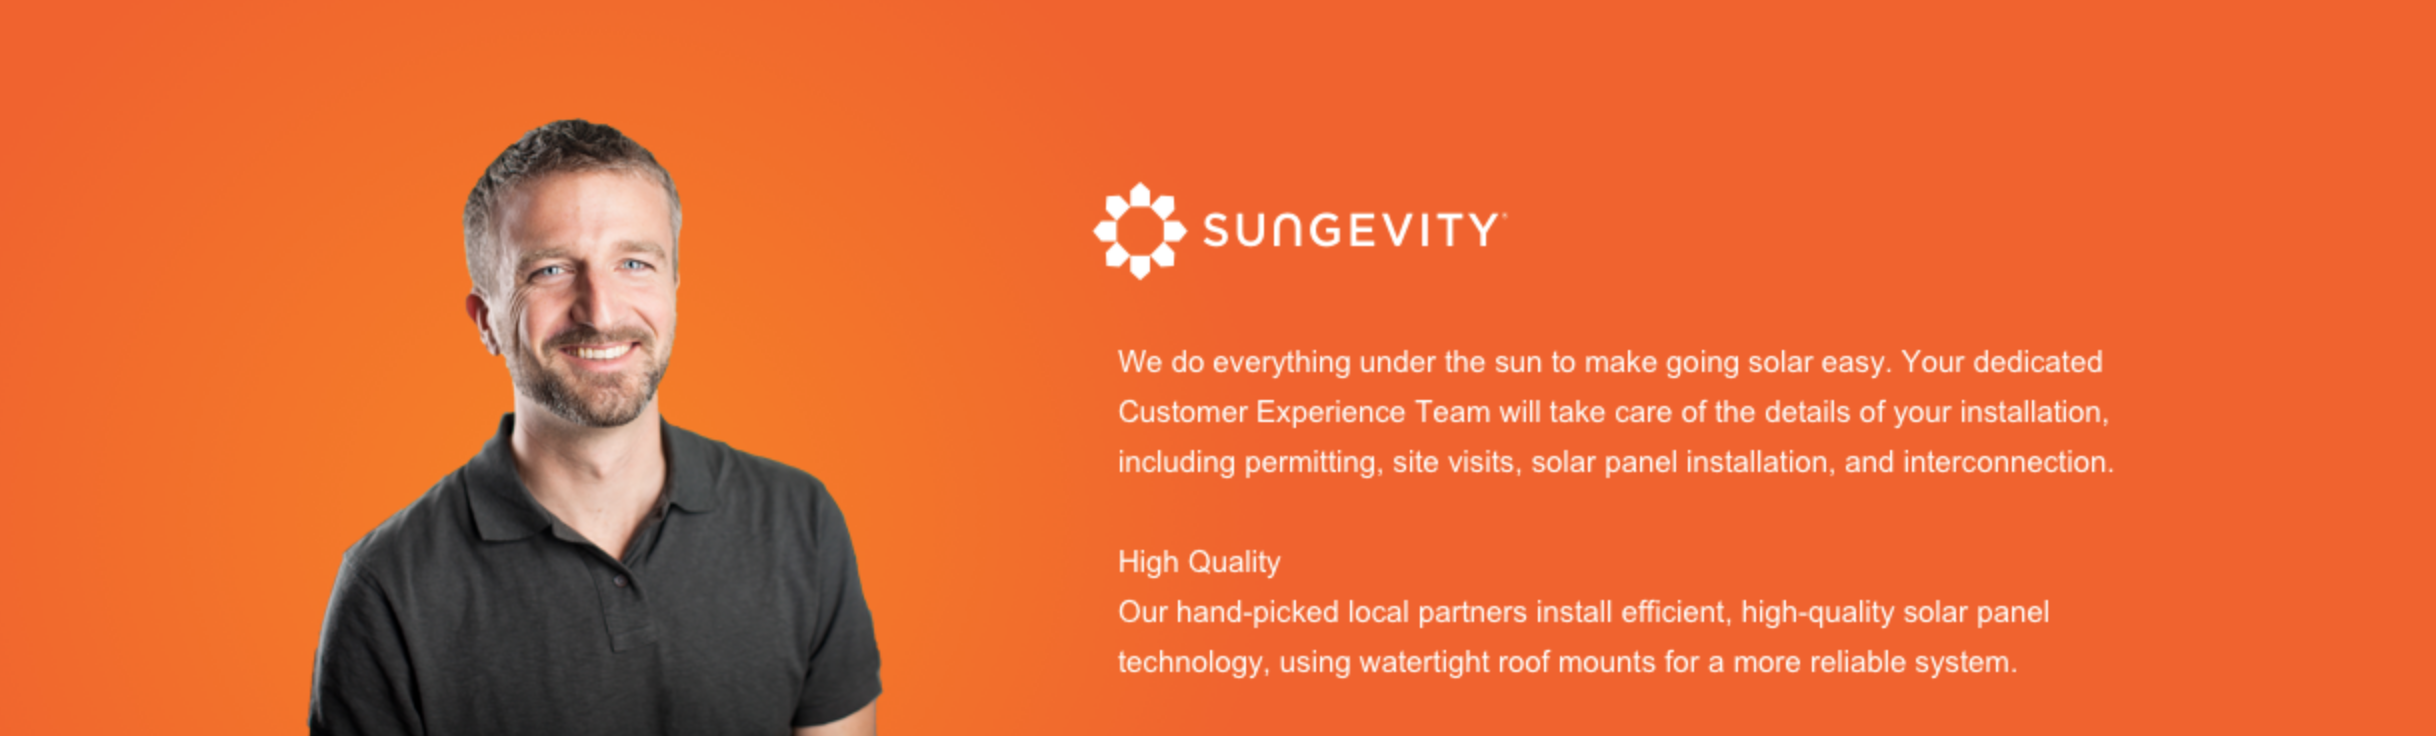 SUNGEVITY
We do everything under the sun to make going solar easy. Your dedicated
Customer Experience Team will take care of the details of your installation,
including permitting, site visits, solar panel installation, and interconnection.
High Quality
Our hand-picked local partners install efficient, high-quality solar panel
technology, using watertight roof mounts for a more reliable system.